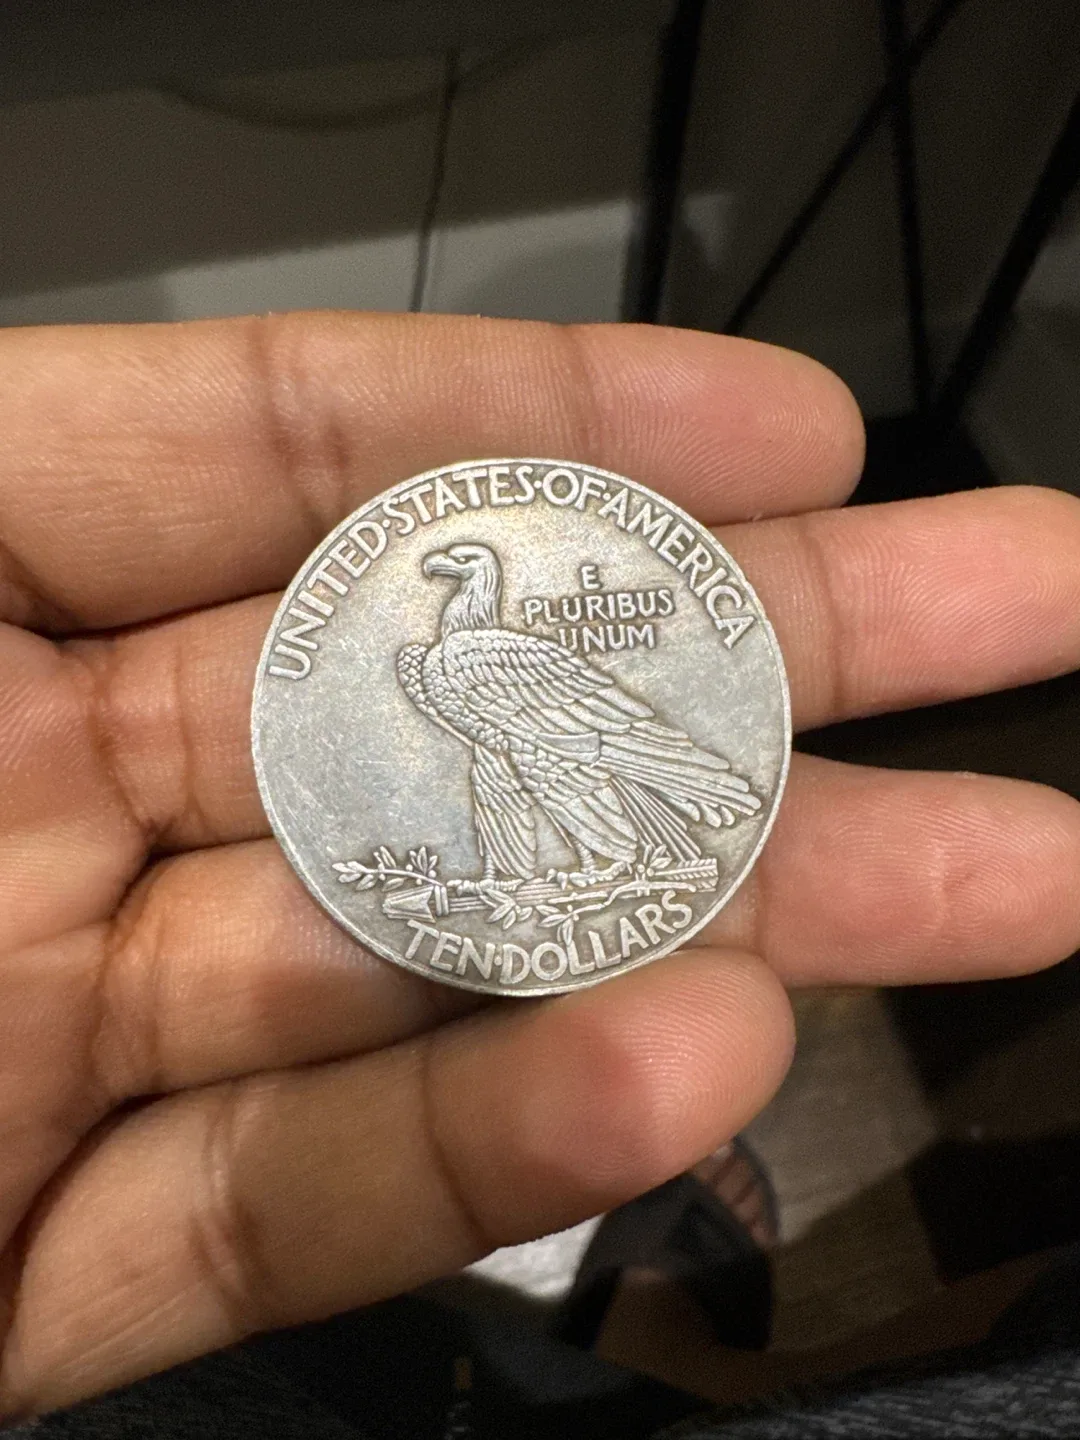 UNITED·STATES·OF·AMERICA
E
PLURIBUS
UNUM
TEN·DOLLARS